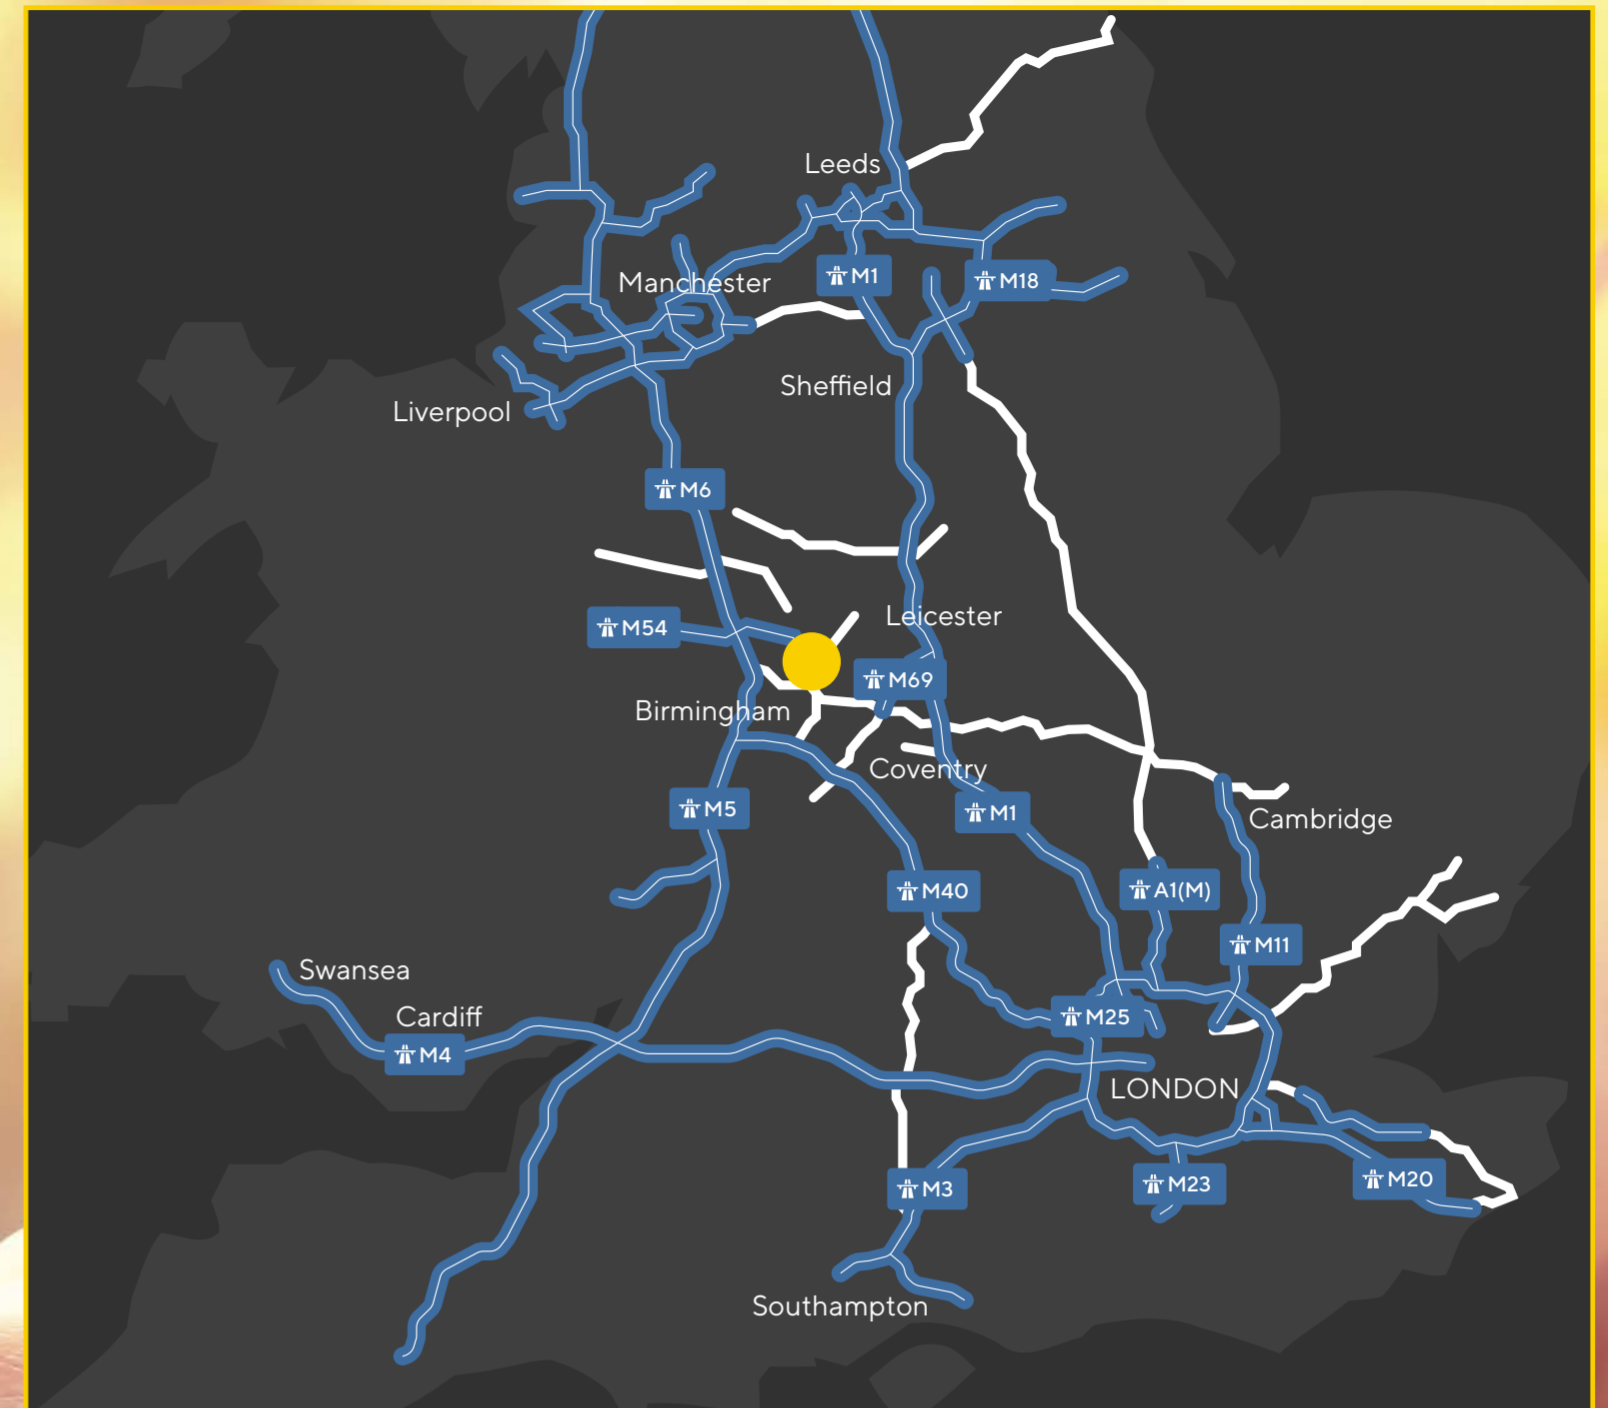 Leeds
M1
M18
Manchester
Sheffield
Liverpool
M6
M54
Leicester
M69
Birmingham
Coventry
M5
M1
Cambridge
M40
A1(M)
M11
Swansea
Cardiff
M25
M4
LONDON
M3
M23
M20
Southampton